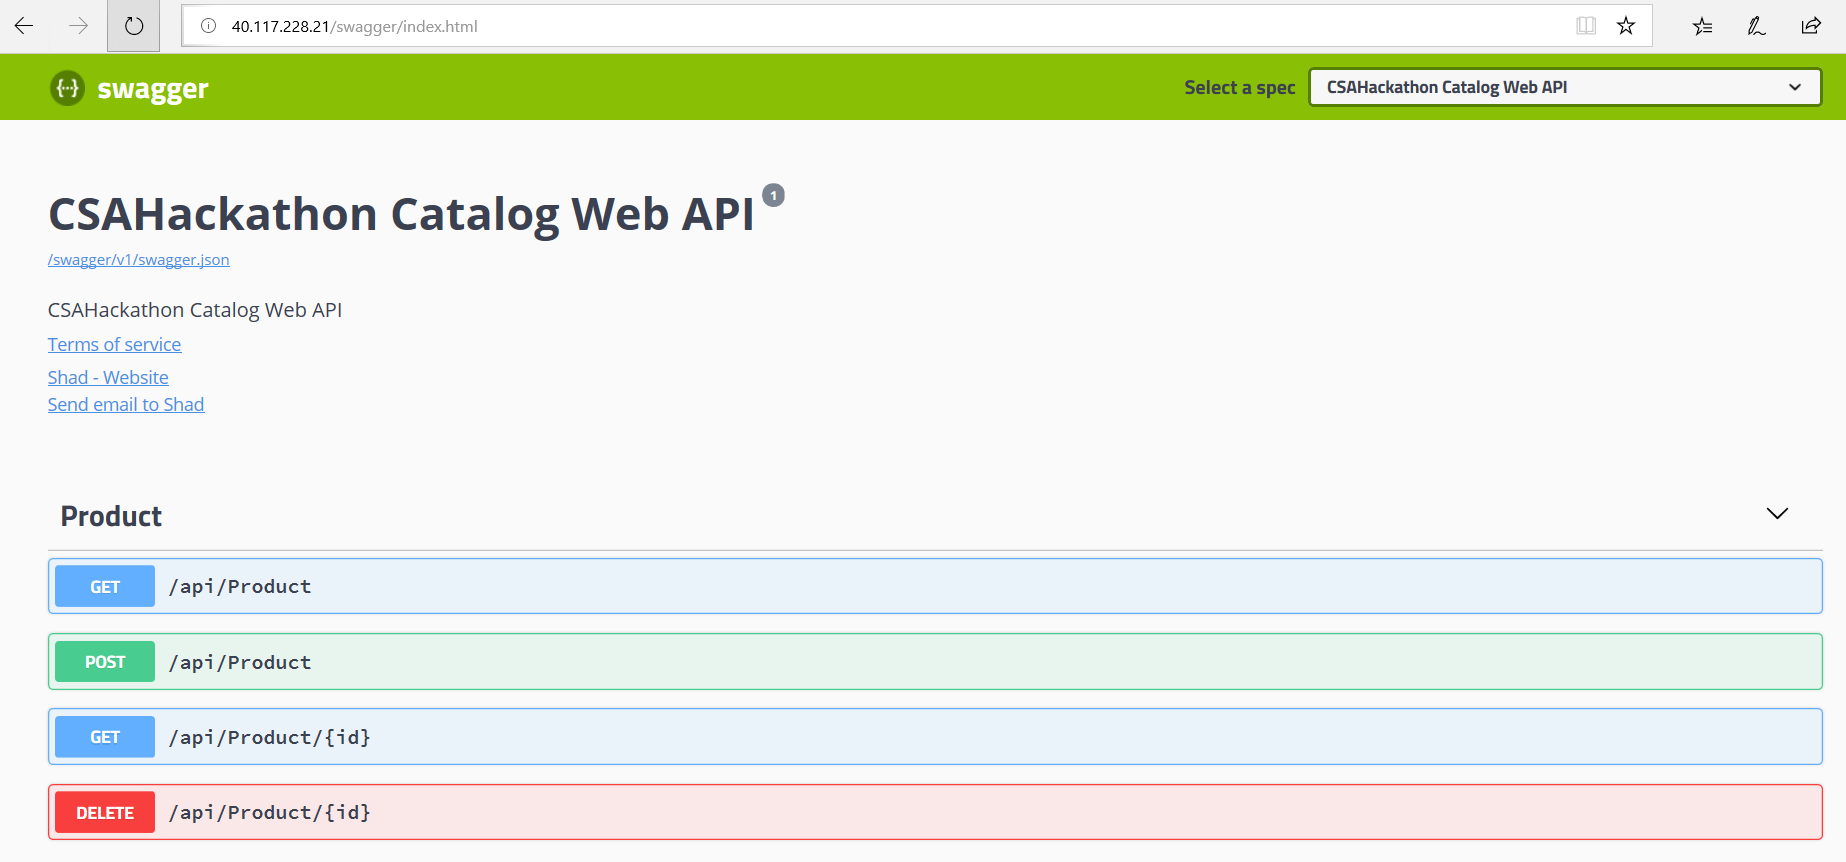 40.117.228.21/swagger/index.html
{···} swagger
Select a spec
CSAHackathon Catalog Web API
CSAHackathon Catalog Web API 1
/swagger/v1/swagger.json
CSAHackathon Catalog Web API
Terms of service
Shad - Website
Send email to Shad
Product
GET /api/Product
POST /api/Product
GET /api/Product/{id}
DELETE /api/Product/{id}